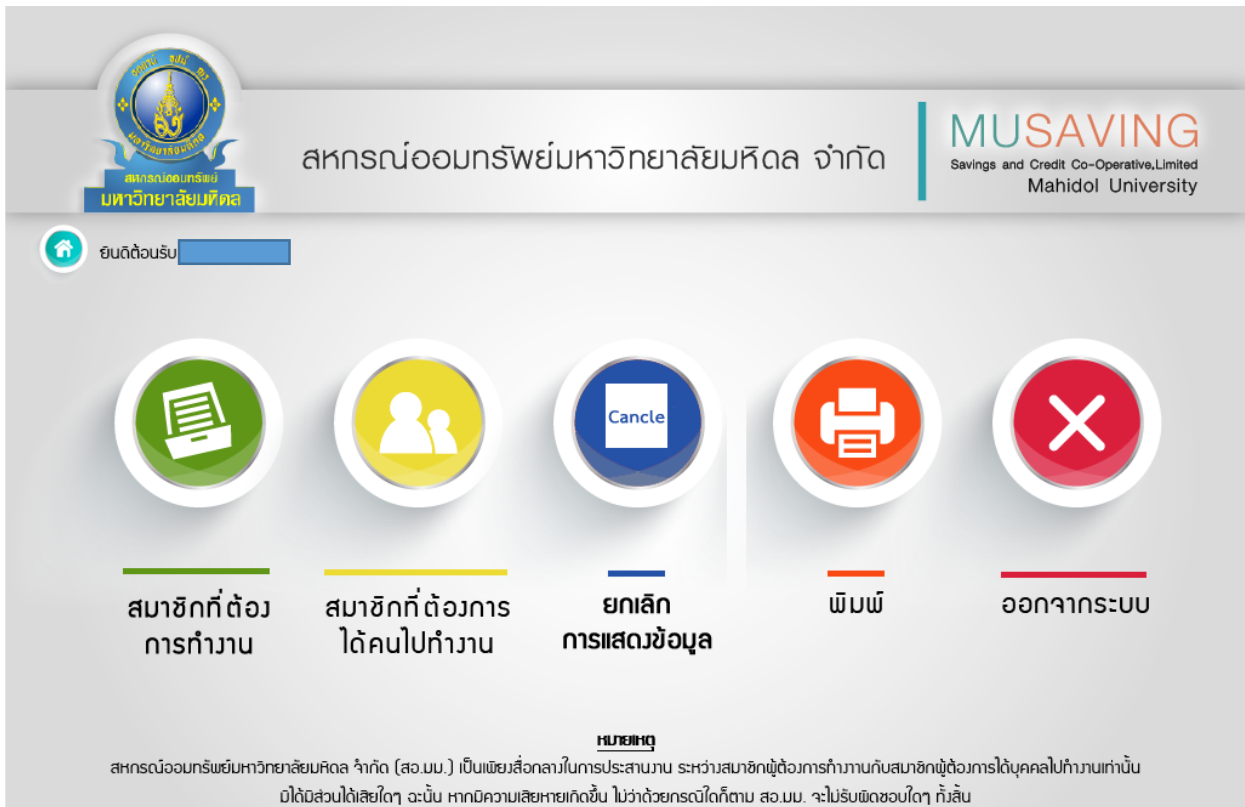 สหกรณ์ออมทรัพย์
มหาวิทยาลัยมหิดล
สหกรณ์ออมทรัพย์มหาวิทยาลัยมหิดล จำกัด
MUSAVING
Savings and Credit Co-Operative,Limited
Mahidol University
ยินดีต้อนรับ
Cancle
สมาชิกที่ต้อง
การทำงาน
สมาชิกที่ต้องการ
ได้คนไปทำงาน
ยกเลิก
การแสดงข้อมูล
พิมพ์
ออกจากระบบ
หมายเหตุ
สหกรณ์ออมทรัพย์มหาวิทยาลัยมหิดล จำกัด (สอ.มม.) เป็นเพียงสื่อกลางในการประสานงาน ระหว่างสมาชิกผู้ต้องการทำงานกับสมาชิกผู้ต้องการได้บุคคลไปทำงานเท่านั้น
มิได้มีส่วนได้เสียใดๆ ฉะนั้น หากมีความเสียหายเกิดขึ้น ไม่ว่าด้วยกรณีใดก็ตาม สอ.มม. จะไม่รับผิดชอบใดๆ ทั้งสิ้น